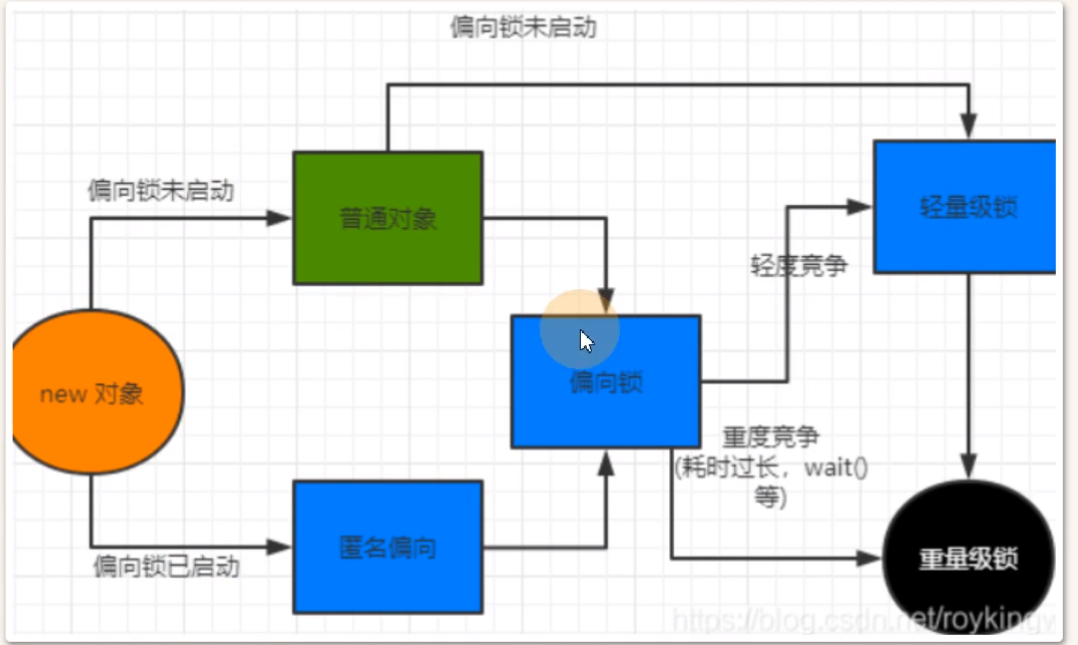 偏向锁未启动
偏向锁未启动
普通对象
轻量级锁
轻度竞争
new 对象
偏向锁
重度竞争
(耗时过长，wait()
等)
匿名偏向
偏向锁已启动
重量级锁
https://blog.csdn.net/roykingw